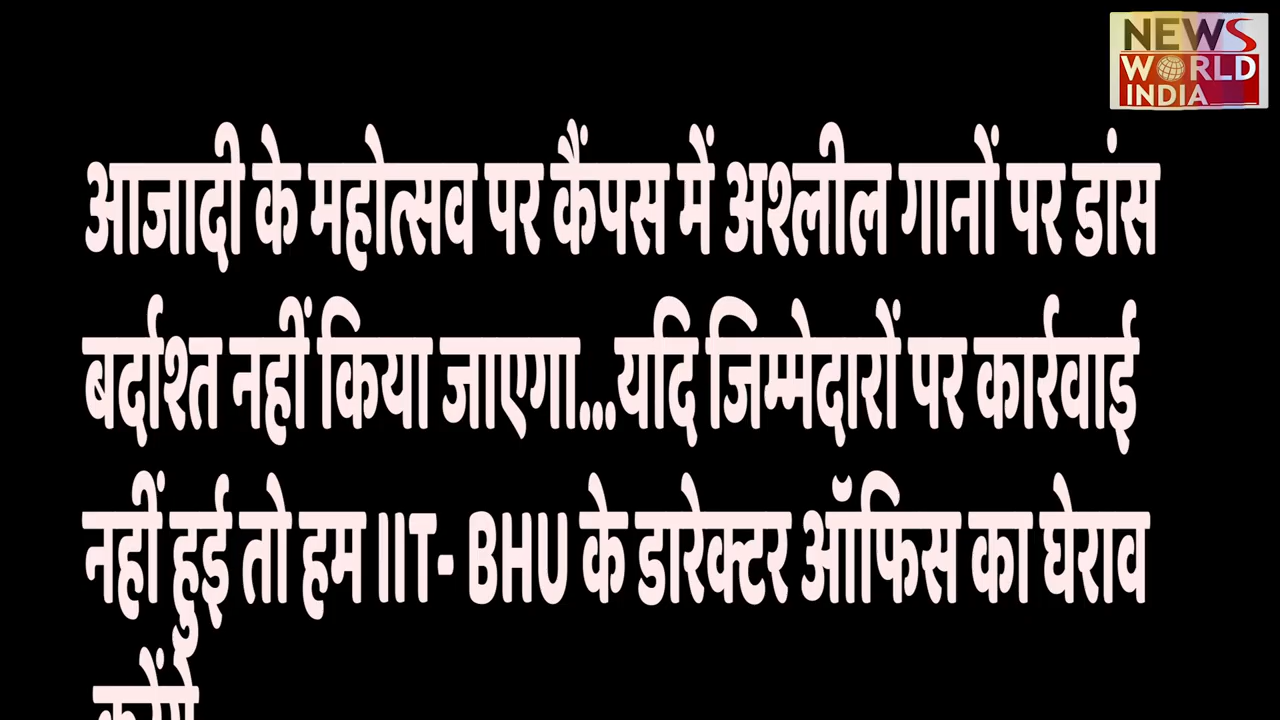 NEWS
WORLD
INDIA
आजादी के महोत्सव पर कैंपस में अश्लील गानों पर डांस
बर्दाश्त नहीं किया जाएगा...यदि जिम्मेदारों पर कार्रवाई
नहीं हुई तो हम IIT- BHU के डारेक्टर ऑफिस का घेराव
करेंगे